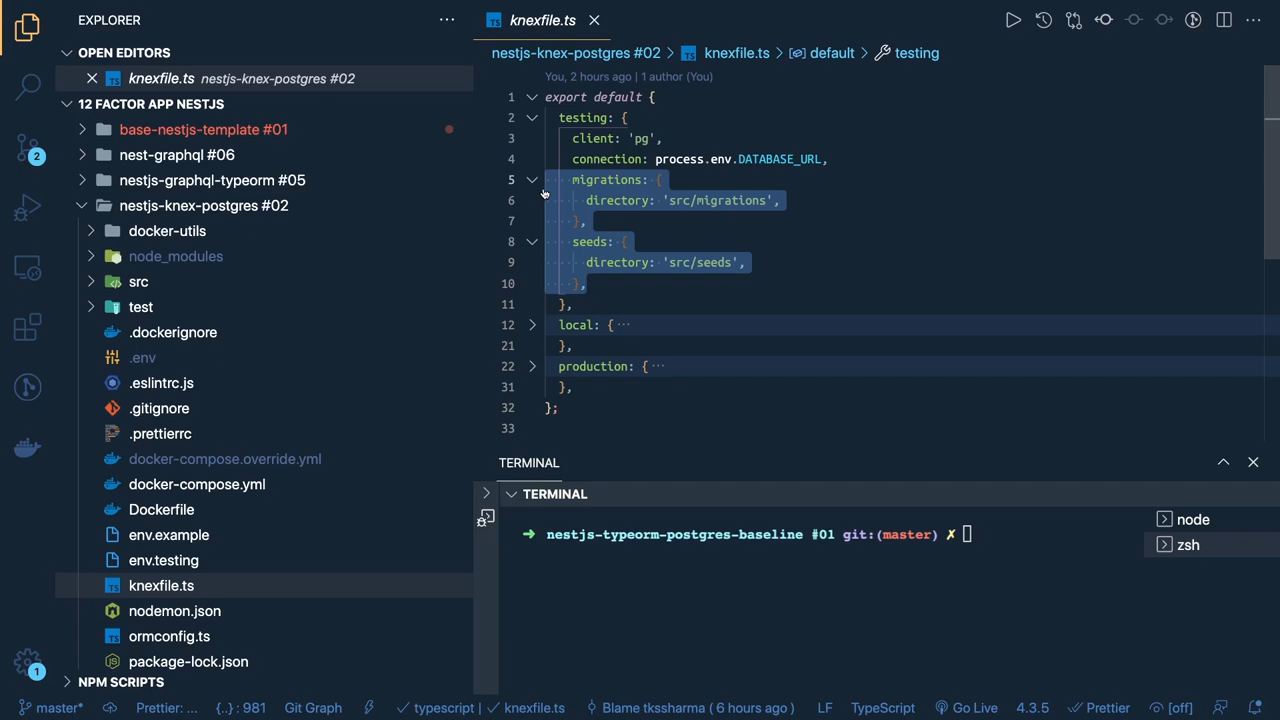 EXPLORER
···
OPEN EDITORS
knexfile.ts nestjs-knex-postgres #02
12 FACTOR APP NESTJS
base-nestjs-template #01
nest-graphql #06
nestjs-graphql-typeorm #05
nestjs-knex-postgres #02
docker-utils
node_modules
src
test
.dockerignore
.env
.eslintrc.js
.gitignore
.prettierrc
docker-compose.override.yml
docker-compose.yml
Dockerfile
env.example
env.testing
knexfile.ts
nodemon.json
ormconfig.ts
package-lock.json
NPM SCRIPTS
2
1
knexfile.ts
nestjs-knex-postgres #02 > knexfile.ts > default > testing
You, 2 hours ago | 1 author (You)
1 export default {
2 testing: {
3 client: 'pg',
4 connection: process.env.DATABASE_URL,
5 migrations: {
6 directory: 'src/migrations',
7 },
8 seeds: {
9 directory: 'src/seeds',
10 },
11 },
12 local: {···
21 },
22 production: {···
31 },
32 };
33
TERMINAL
TERMINAL
➜ nestjs-typeorm-postgres-baseline #01 git:(master) ✗
node
zsh
master* Prettier: ... {..} : 981 Git Graph ✓ typescript | ✓ knexfile.ts Blame tkssharma ( 6 hours ago ) LF TypeScript Go Live 4.3.5 Prettier [off]